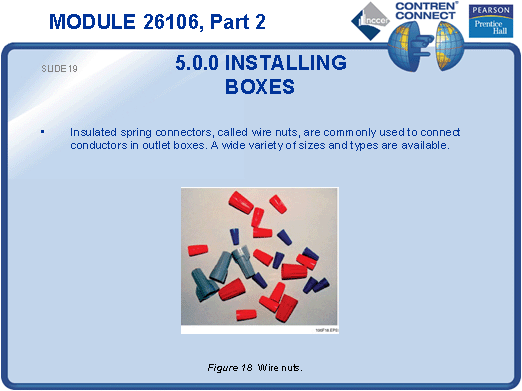 MODULE 26106, Part 2
nccer
CONTREN®
CONNECT
PEARSON
Prentice
Hall
SLIDE 19
5.0.0 INSTALLING
BOXES
• Insulated spring connectors, called wire nuts, are commonly used to connect
conductors in outlet boxes. A wide variety of sizes and types are available.
106F18.EPS
Figure 18 Wire nuts.